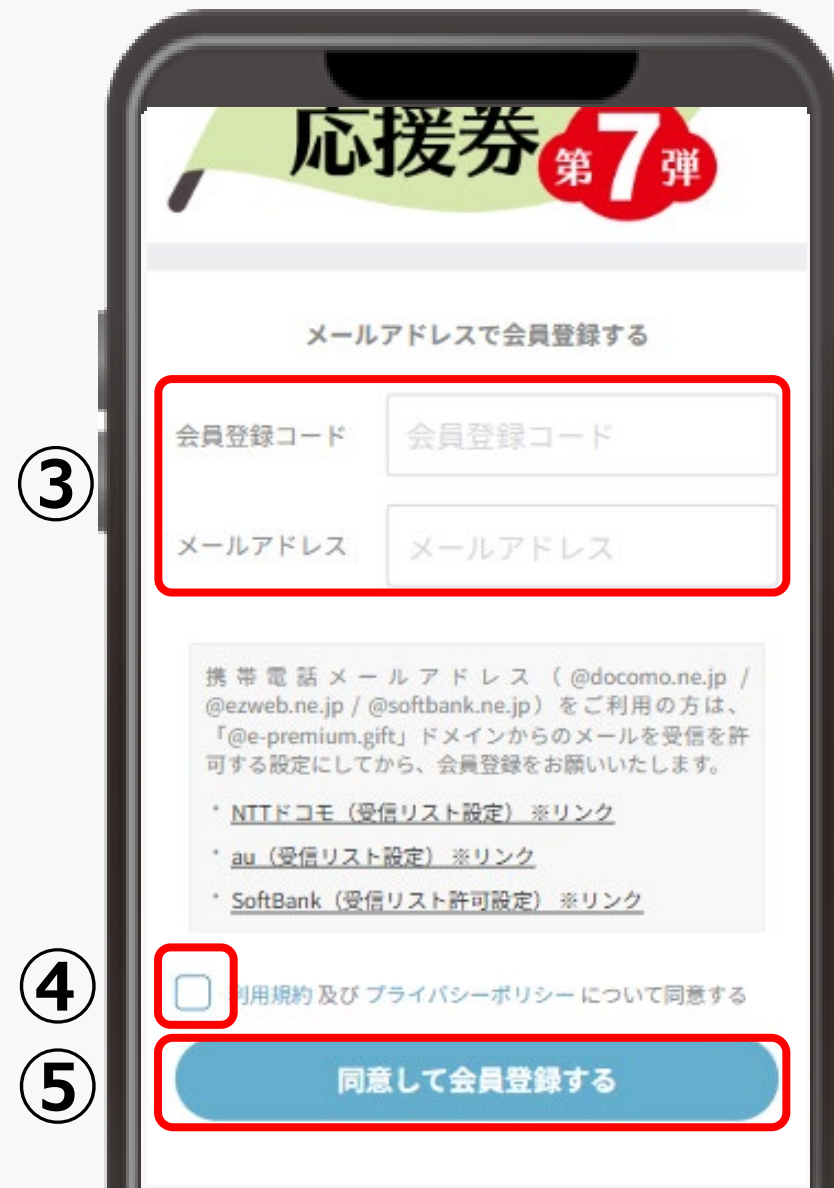 応援券 第7弾
メールアドレスで会員登録する
③
会員登録コード 会員登録コード
メールアドレス メールアドレス
携帯電話メールアドレス(@docomo.ne.jp /
@ezweb.ne.jp / @softbank.ne.jp)をご利用の方は、
「@e-premium.gift」ドメインからのメールを受信を許
可する設定にしてから、会員登録をお願いいたします。
* NTTドコモ(受信リスト設定) ※リンク
* au(受信リスト設定) ※リンク
* SoftBank(受信リスト許可設定) ※リンク
④
利用規約 及び プライバシーポリシー について同意する
⑤
同意して会員登録する